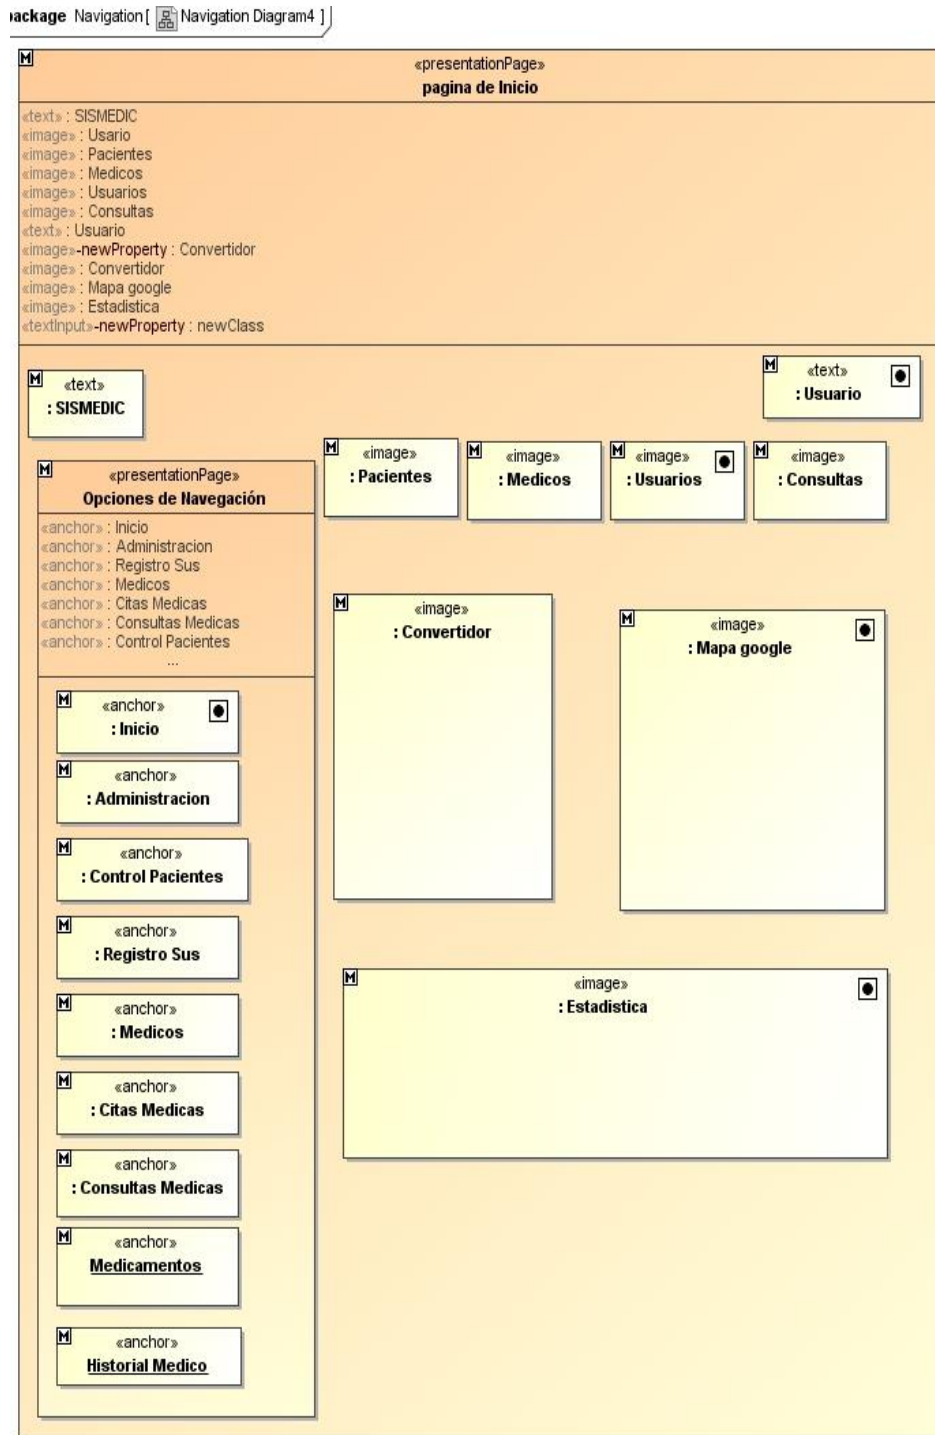 package Navigation [ Navigation Diagram4 ]
M
«presentationPage»
pagina de Inicio
«text» : SISMEDIC
«image» : Usario
«image» : Pacientes
«image» : Medicos
«image» : Usuarios
«image» : Consultas
«text» : Usuario
«image»-newProperty : Convertidor
«image» : Convertidor
«image» : Mapa google
«image» : Estadistica
«textInput»-newProperty : newClass
M
«text»
: SISMEDIC
M
«text»
: Usuario
M
«image»
: Pacientes
M
«image»
: Medicos
M
«image»
: Usuarios
M
«image»
: Consultas
M
«presentationPage»
Opciones de Navegación
«anchor» : Inicio
«anchor» : Administracion
«anchor» : Registro Sus
«anchor» : Medicos
«anchor» : Citas Medicas
«anchor» : Consultas Medicas
«anchor» : Control Pacientes
...
M
«anchor»
: Inicio
M
«anchor»
: Administracion
M
«anchor»
: Control Pacientes
M
«anchor»
: Registro Sus
M
«anchor»
: Medicos
M
«anchor»
: Citas Medicas
M
«anchor»
: Consultas Medicas
M
«anchor»
Medicamentos
M
«anchor»
Historial Medico
M
«image»
: Convertidor
M
«image»
: Mapa google
M
«image»
: Estadistica